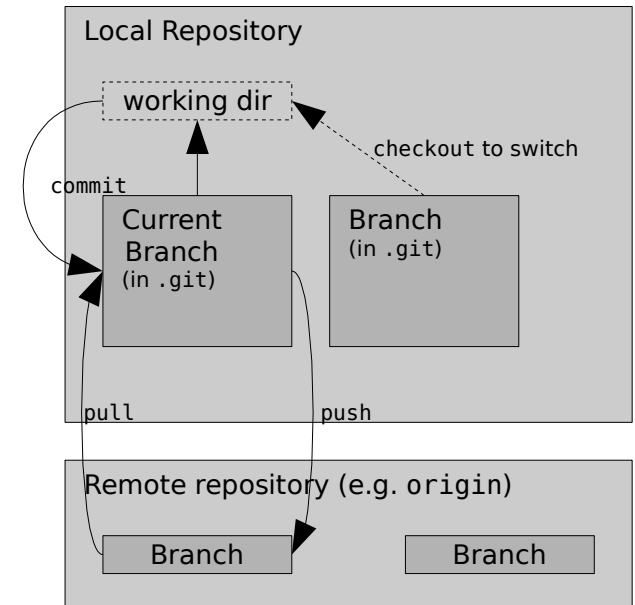 Local Repository
working dir
checkout to switch
commit
Current
Branch
(in .git)
Branch
(in .git)
pull
push
Remote repository (e.g. origin)
Branch
Branch